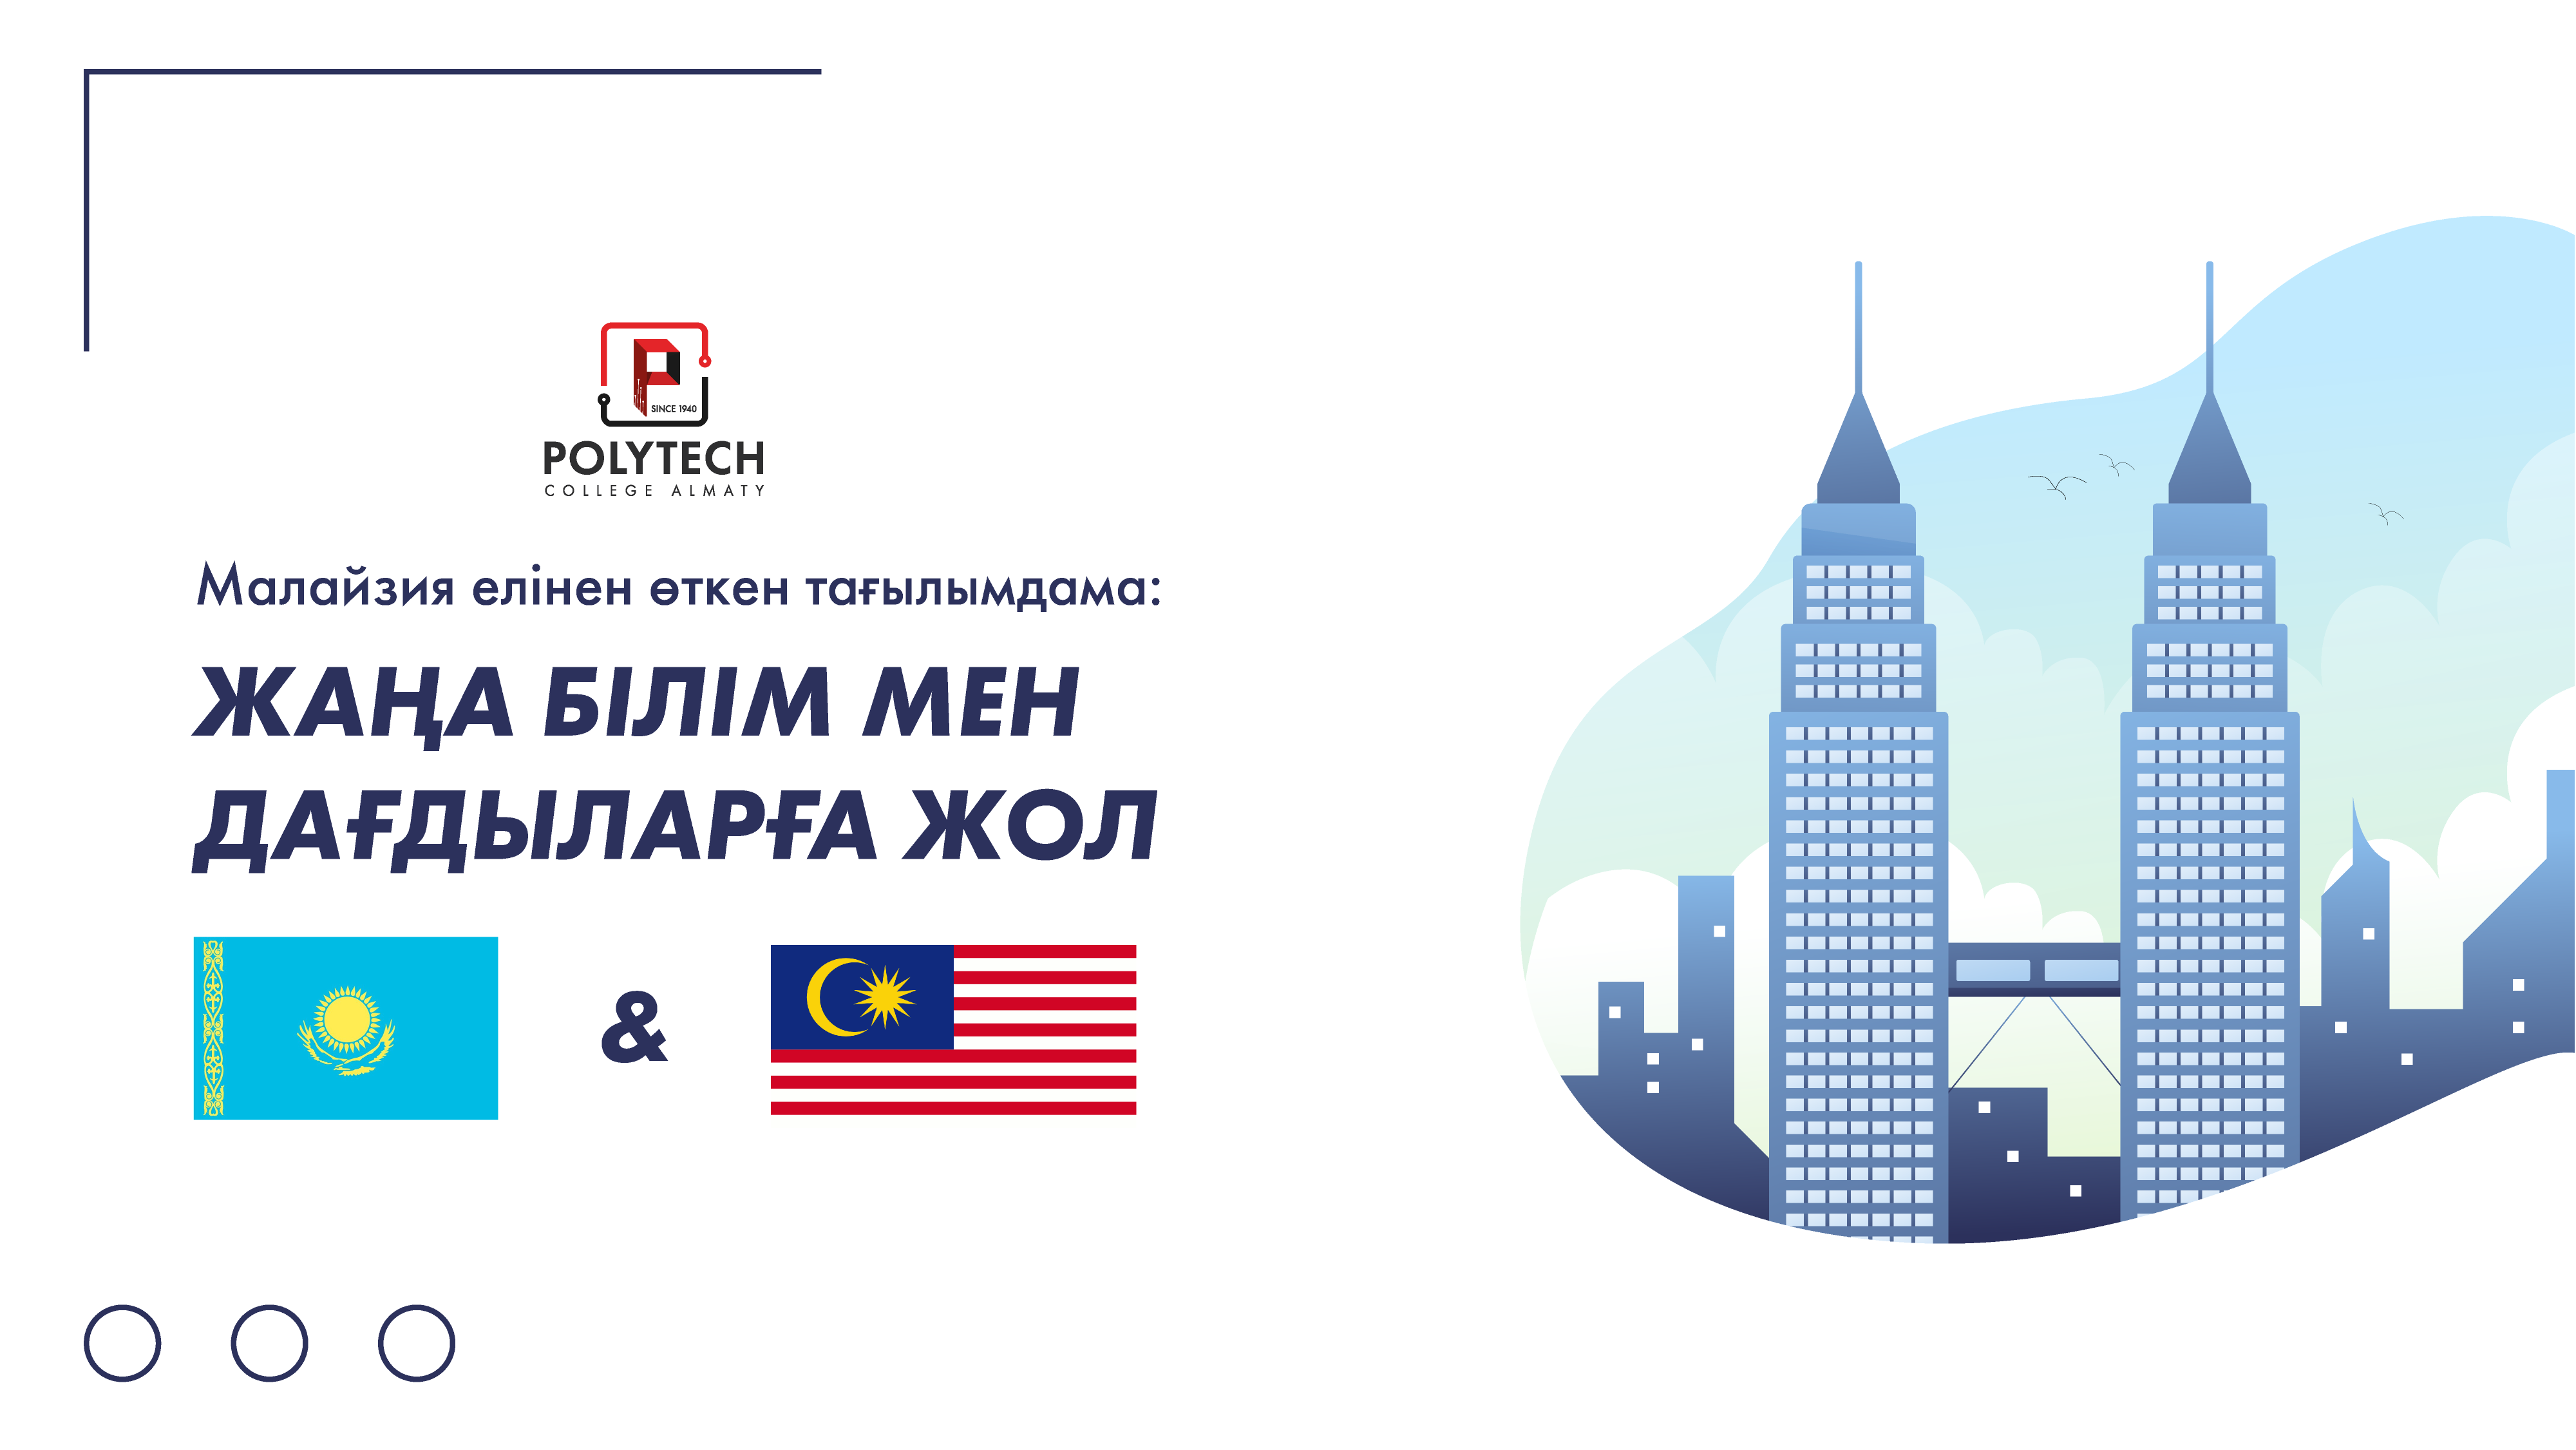 SINCE 1940
POLYTECH
COLLEGE ALMATY
Малайзия елінен өткен тағылымдама:
ЖАҢА БІЛІМ МЕН
ДАҒДЫЛАРҒА ЖОЛ
&